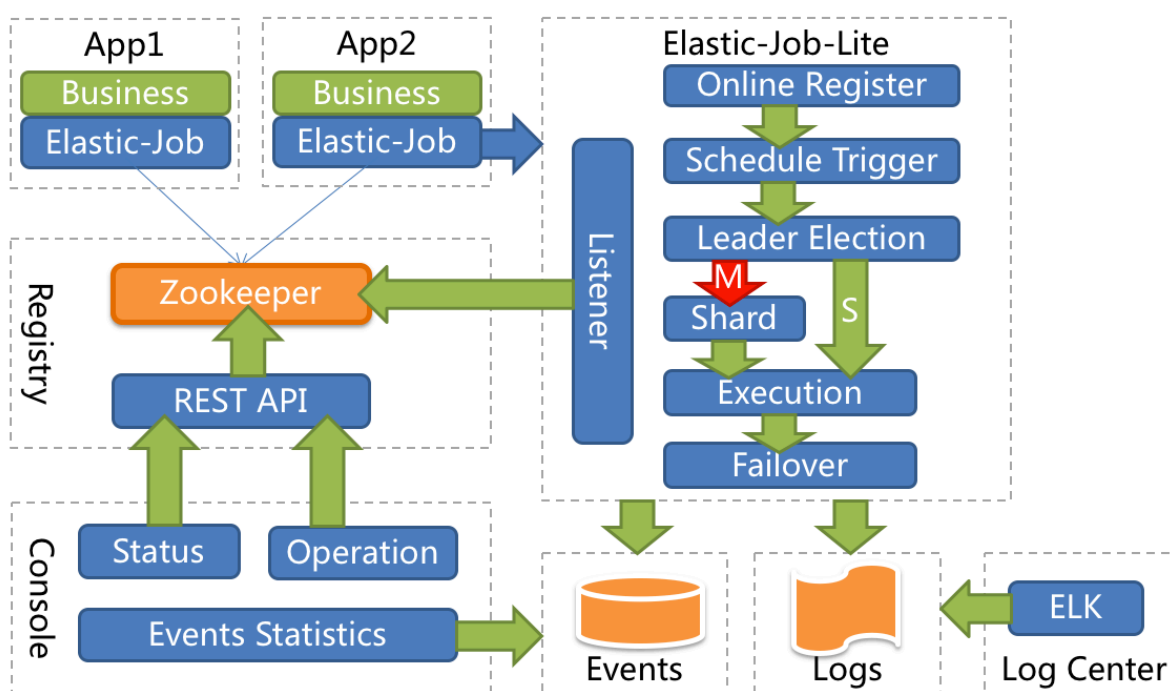 App1
Business
Elastic-Job
App2
Business
Elastic-Job
Elastic-Job-Lite
Online Register
Schedule Trigger
Leader Election
M
S
Shard
Execution
Failover
Listener
Registry
Zookeeper
REST API
Console
Status
Operation
Events Statistics
Events
Logs
ELK
Log Center